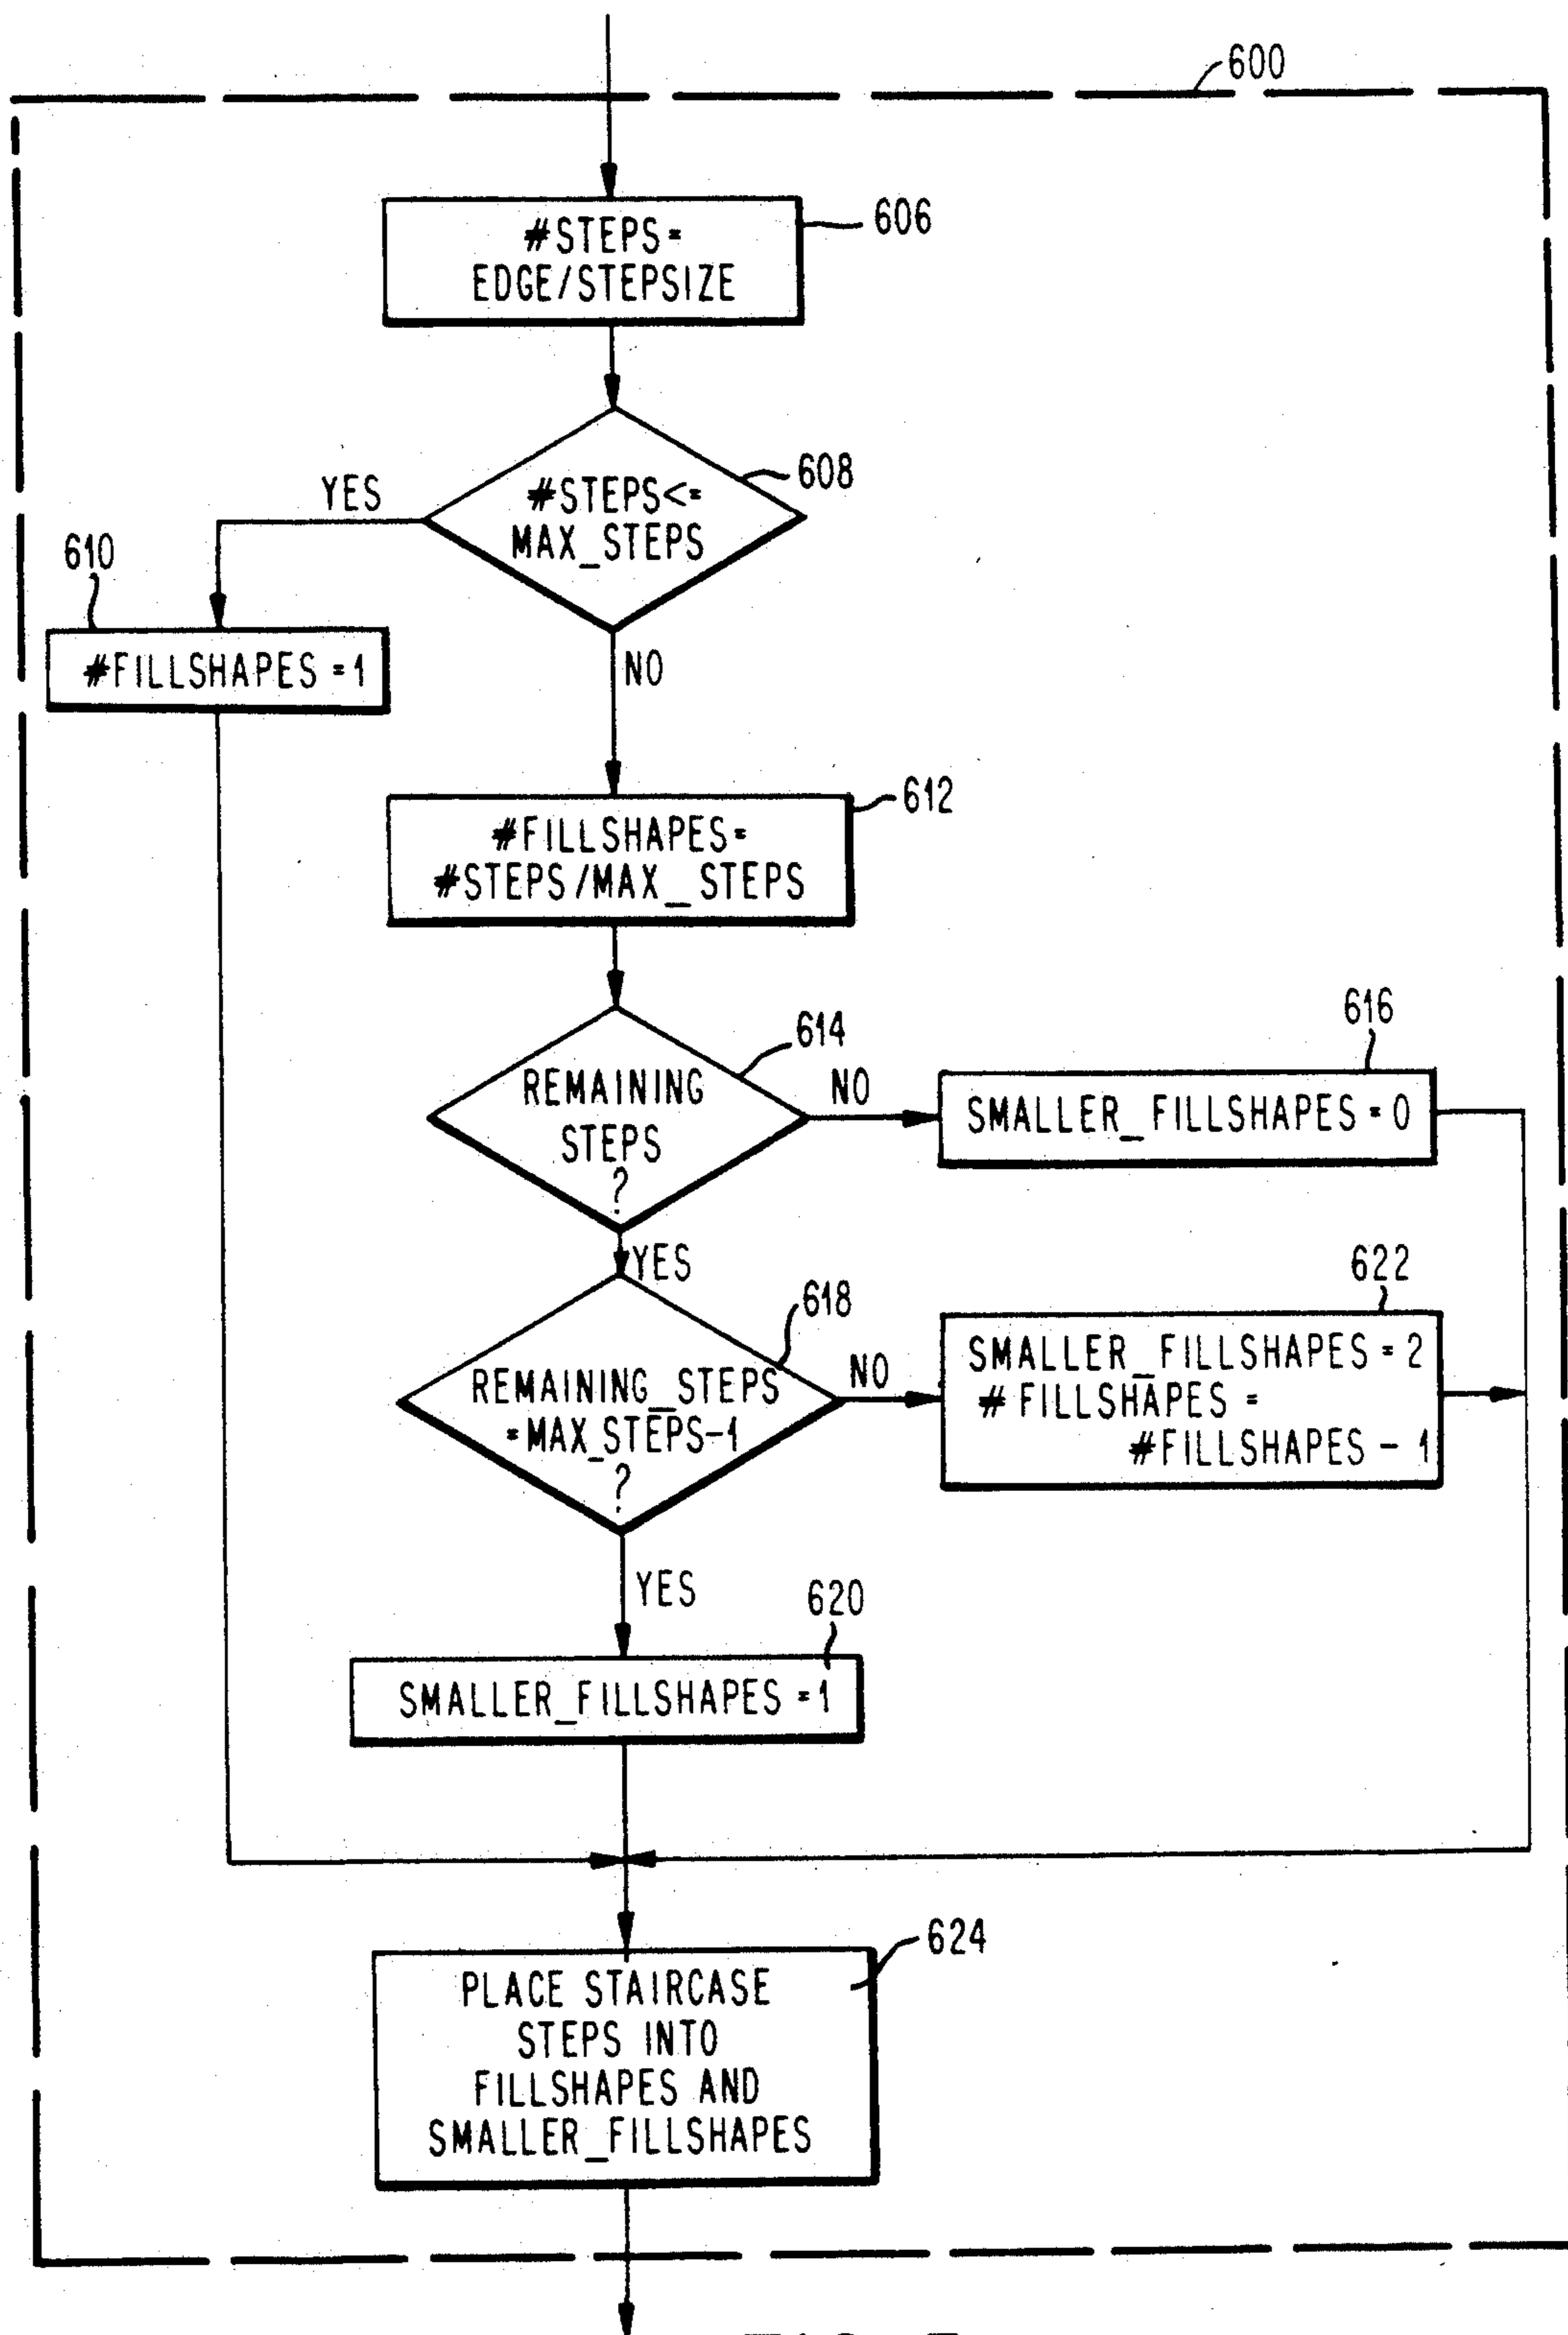 600
606
#STEPS=
EDGE/STEPSIZE
608
#STEPS<=
MAX_STEPS
YES
610
#FILLSHAPES =1
NO
612
#FILLSHAPES=
#STEPS/MAX_STEPS
614
REMAINING
STEPS
?
NO
616
SMALLER_FILLSHAPES = 0
YES
618
REMAINING_STEPS
=MAX_STEPS-1
?
NO
622
SMALLER_FILLSHAPES = 2
# FILLSHAPES =
#FILLSHAPES - 1
YES
620
SMALLER_FILLSHAPES =1
624
PLACE STAIRCASE
STEPS INTO
FILLSHAPES AND
SMALLER_FILLSHAPES